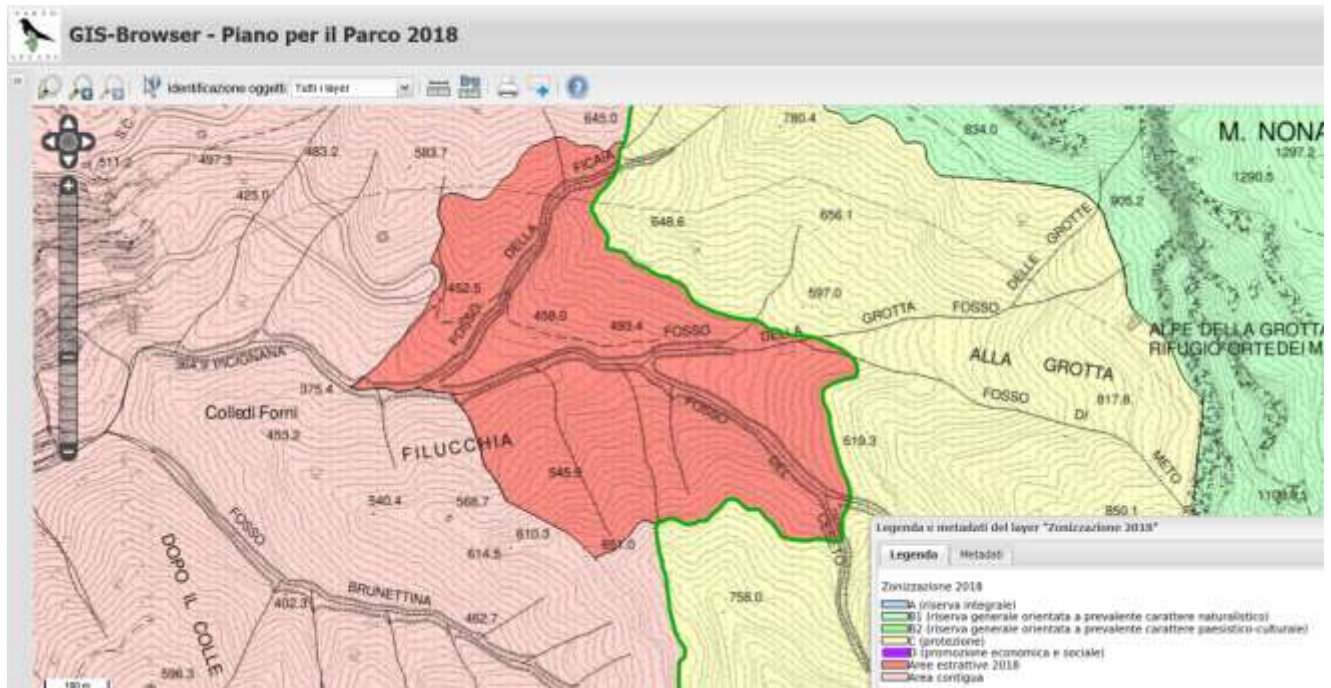 GIS-Browser - Piano per il Parco 2018
Identificazione oggetti Tutti i layer
S.C.
511.2
497.3
483.2
583.7
645.0
780.4
834.0
M. NONA
1297.2
1290.5
425.0
FICAIA
DELLA
FOSSO
648.6
656.1
905.2
DELLE GROTTE
452.5
458.0
493.4
597.0
FOSSO DELLA GROTTA FOSSO
ALPE DELLA GROTTA
RIFUGIO ORTEDEI M
ALLA GROTTA
364.9 PICIGNANA
375.4
Colledi Forni
453.2
FILUCCHIA
FOSSO
DEL
619.3
FOSSO DI METO
817.8
545.9
540.4
568.7
610.3
614.5
651.0
850.1
FOSSO
BRUNETTINA
DOPO IL COLLE
402.3
462.7
596.3
758.0
Legenda e metadati del layer "Zonizzazione 2018"
Legenda Metadati
Zonizzazione 2018
A (riserva integrale)
B1 (riserva generale orientata a prevalente carattere naturalistico)
B2 (riserva generale orientata a prevalente carattere paesistico-culturale)
C (protezione)
D (promozione economica e sociale)
Aree estrattive 2018
Area contigua